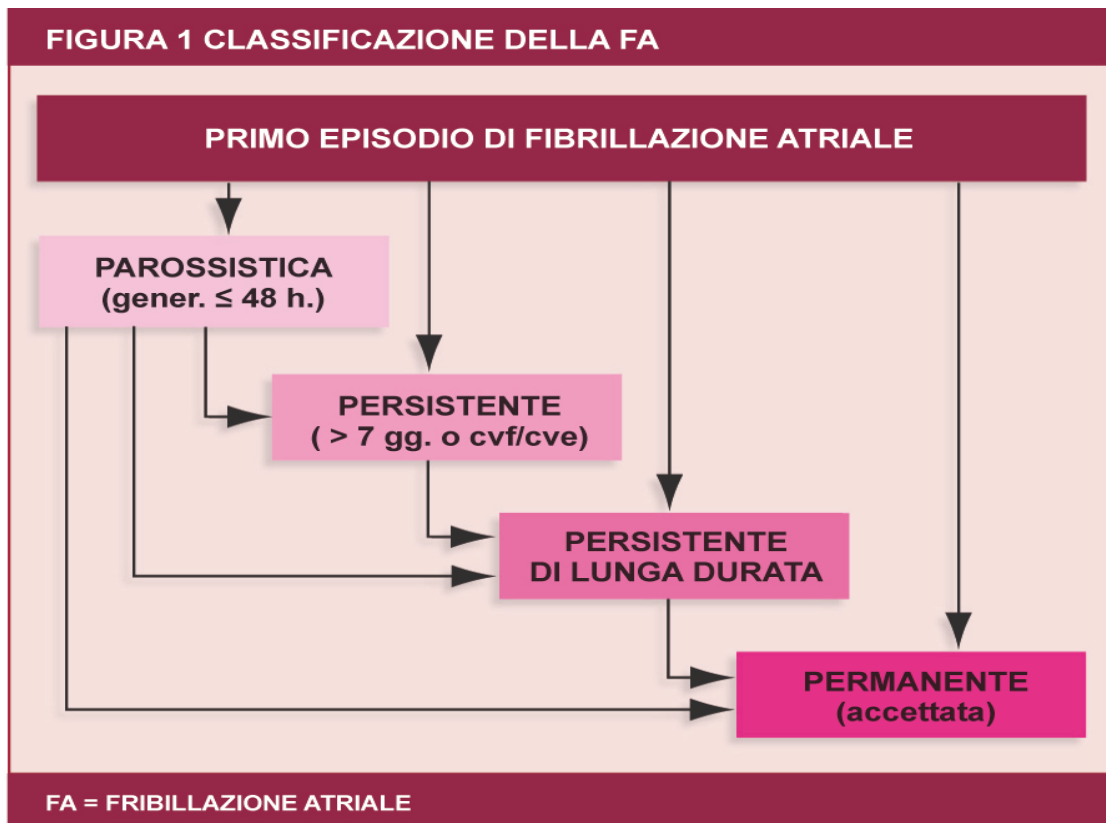 FIGURA 1 CLASSIFICAZIONE DELLA FA
PRIMO EPISODIO DI FIBRILLAZIONE ATRIALE
PAROSSISTICA
(gener. ≤ 48 h.)
PERSISTENTE
( > 7 gg. o cvf/cve)
PERSISTENTE
DI LUNGA DURATA
PERMANENTE
(accettata)
FA = FRIBILLAZIONE ATRIALE